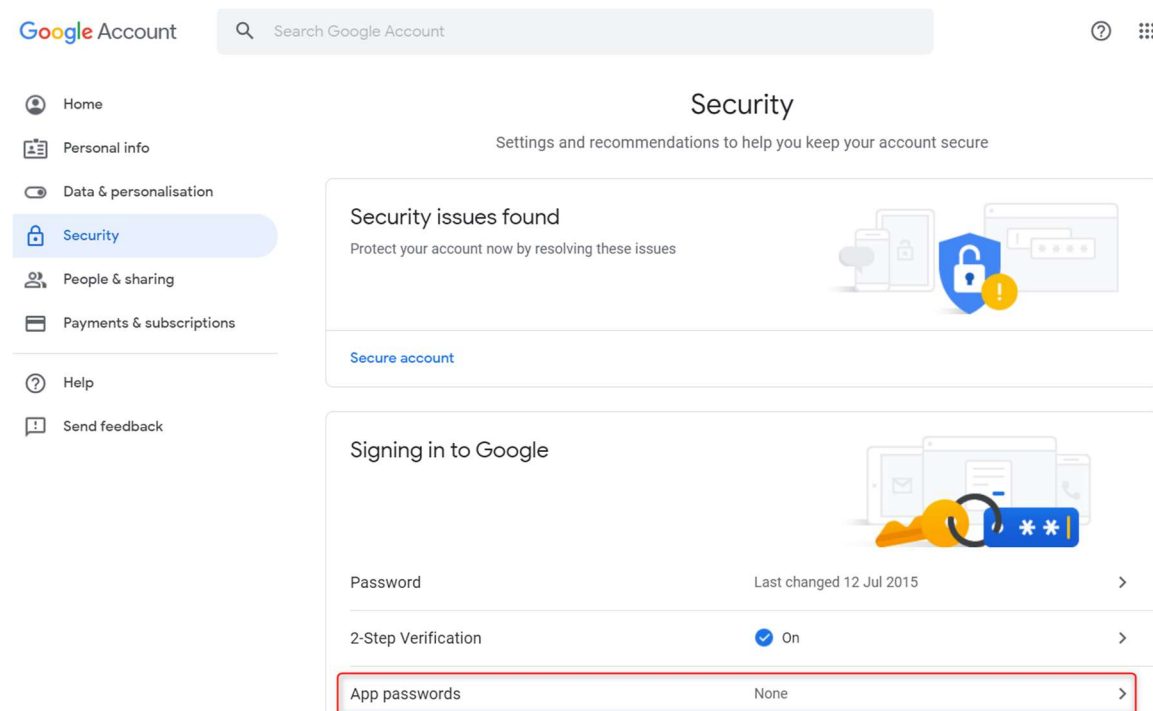 Google Account
Search Google Account
Home
Personal info
Data & personalisation
Security
People & sharing
Payments & subscriptions
Help
Send feedback
Security
Settings and recommendations to help you keep your account secure
Security issues found
Protect your account now by resolving these issues
Secure account
Signing in to Google
Password Last changed 12 Jul 2015
2-Step Verification On
App passwords None